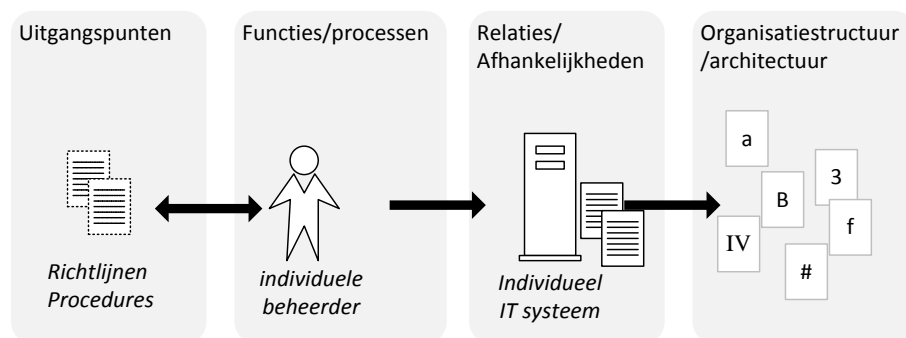 Uitgangspunten
Richtlijnen
Procedures
Functies/processen
individuele
beheerder
Relaties/
Afhankelijkheden
Individueel
IT systeem
Organisatiestructuur
/architectuur
a
3
B
f
IV
#